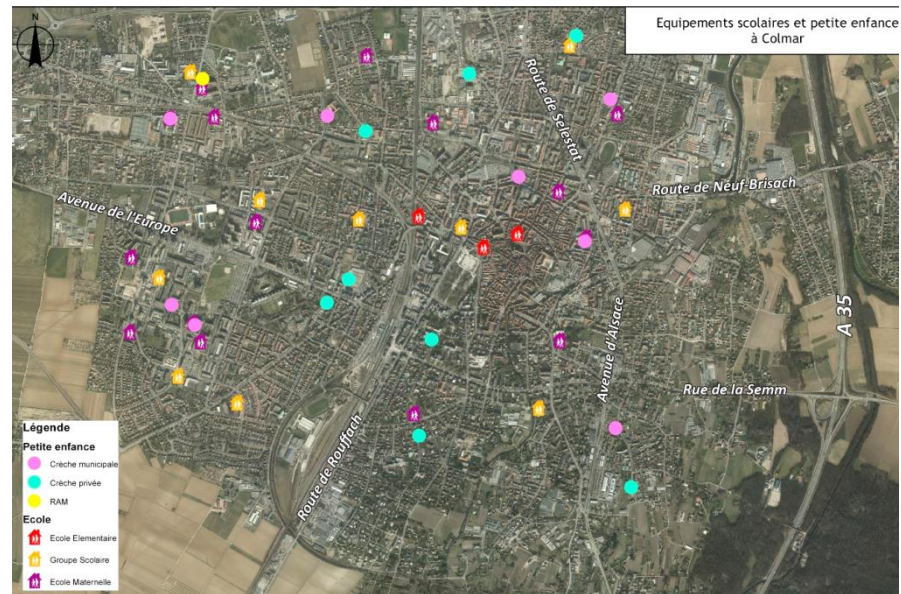 Equipements scolaires et petite enfance
à Colmar
Route de Selestat
Route de Neuf-Brisach
Avenue de l'Europe
A 35
Avenue d'Alsace
Rue de la Semm
Route de Rouffach
Légende
Petite enfance
Crèche municipale
Crèche privée
RAM
Ecole
Ecole Elementaire
Groupe Scolaire
Ecole Maternelle